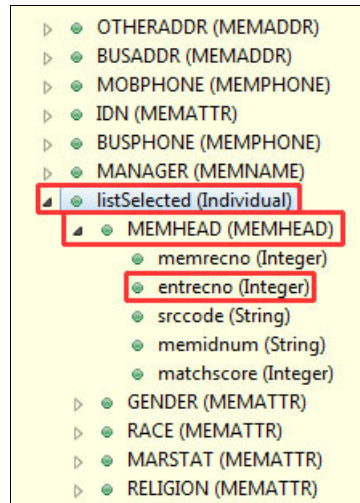 OTHERADDR (MEMADDR)
BUSADDR (MEMADDR)
MOBPHONE (MEMPHONE)
IDN (MEMATTR)
BUSPHONE (MEMPHONE)
MANAGER (MEMNAME)
listSelected (Individual)
MEMHEAD (MEMHEAD)
memrecno (Integer)
entrecno (Integer)
srccode (String)
memidnum (String)
matchscore (Integer)
GENDER (MEMATTR)
RACE (MEMATTR)
MARSTAT (MEMATTR)
RELIGION (MEMATTR)